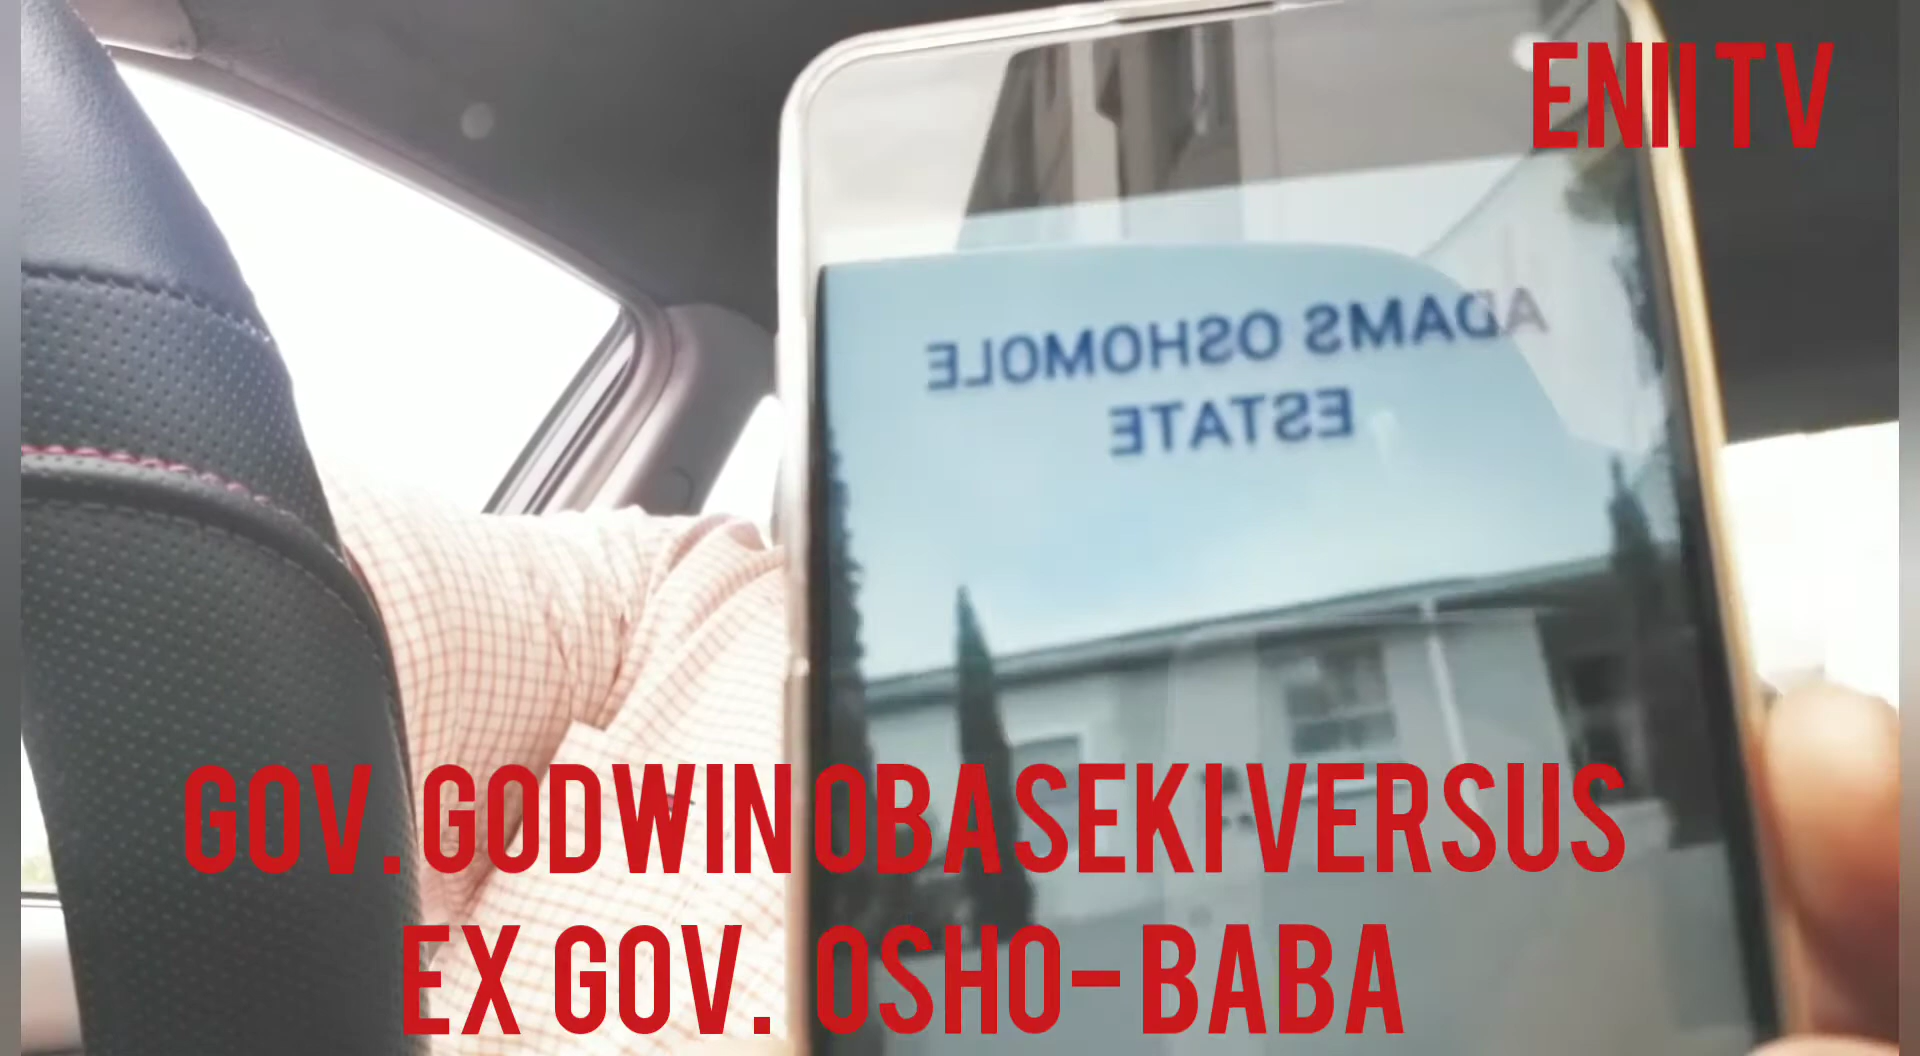 ENII TV
ADAMS OSHOMOLE
ESTATE
GOV. GODWIN OBASEKI VERSUS
EX GOV. OSHO-BABA